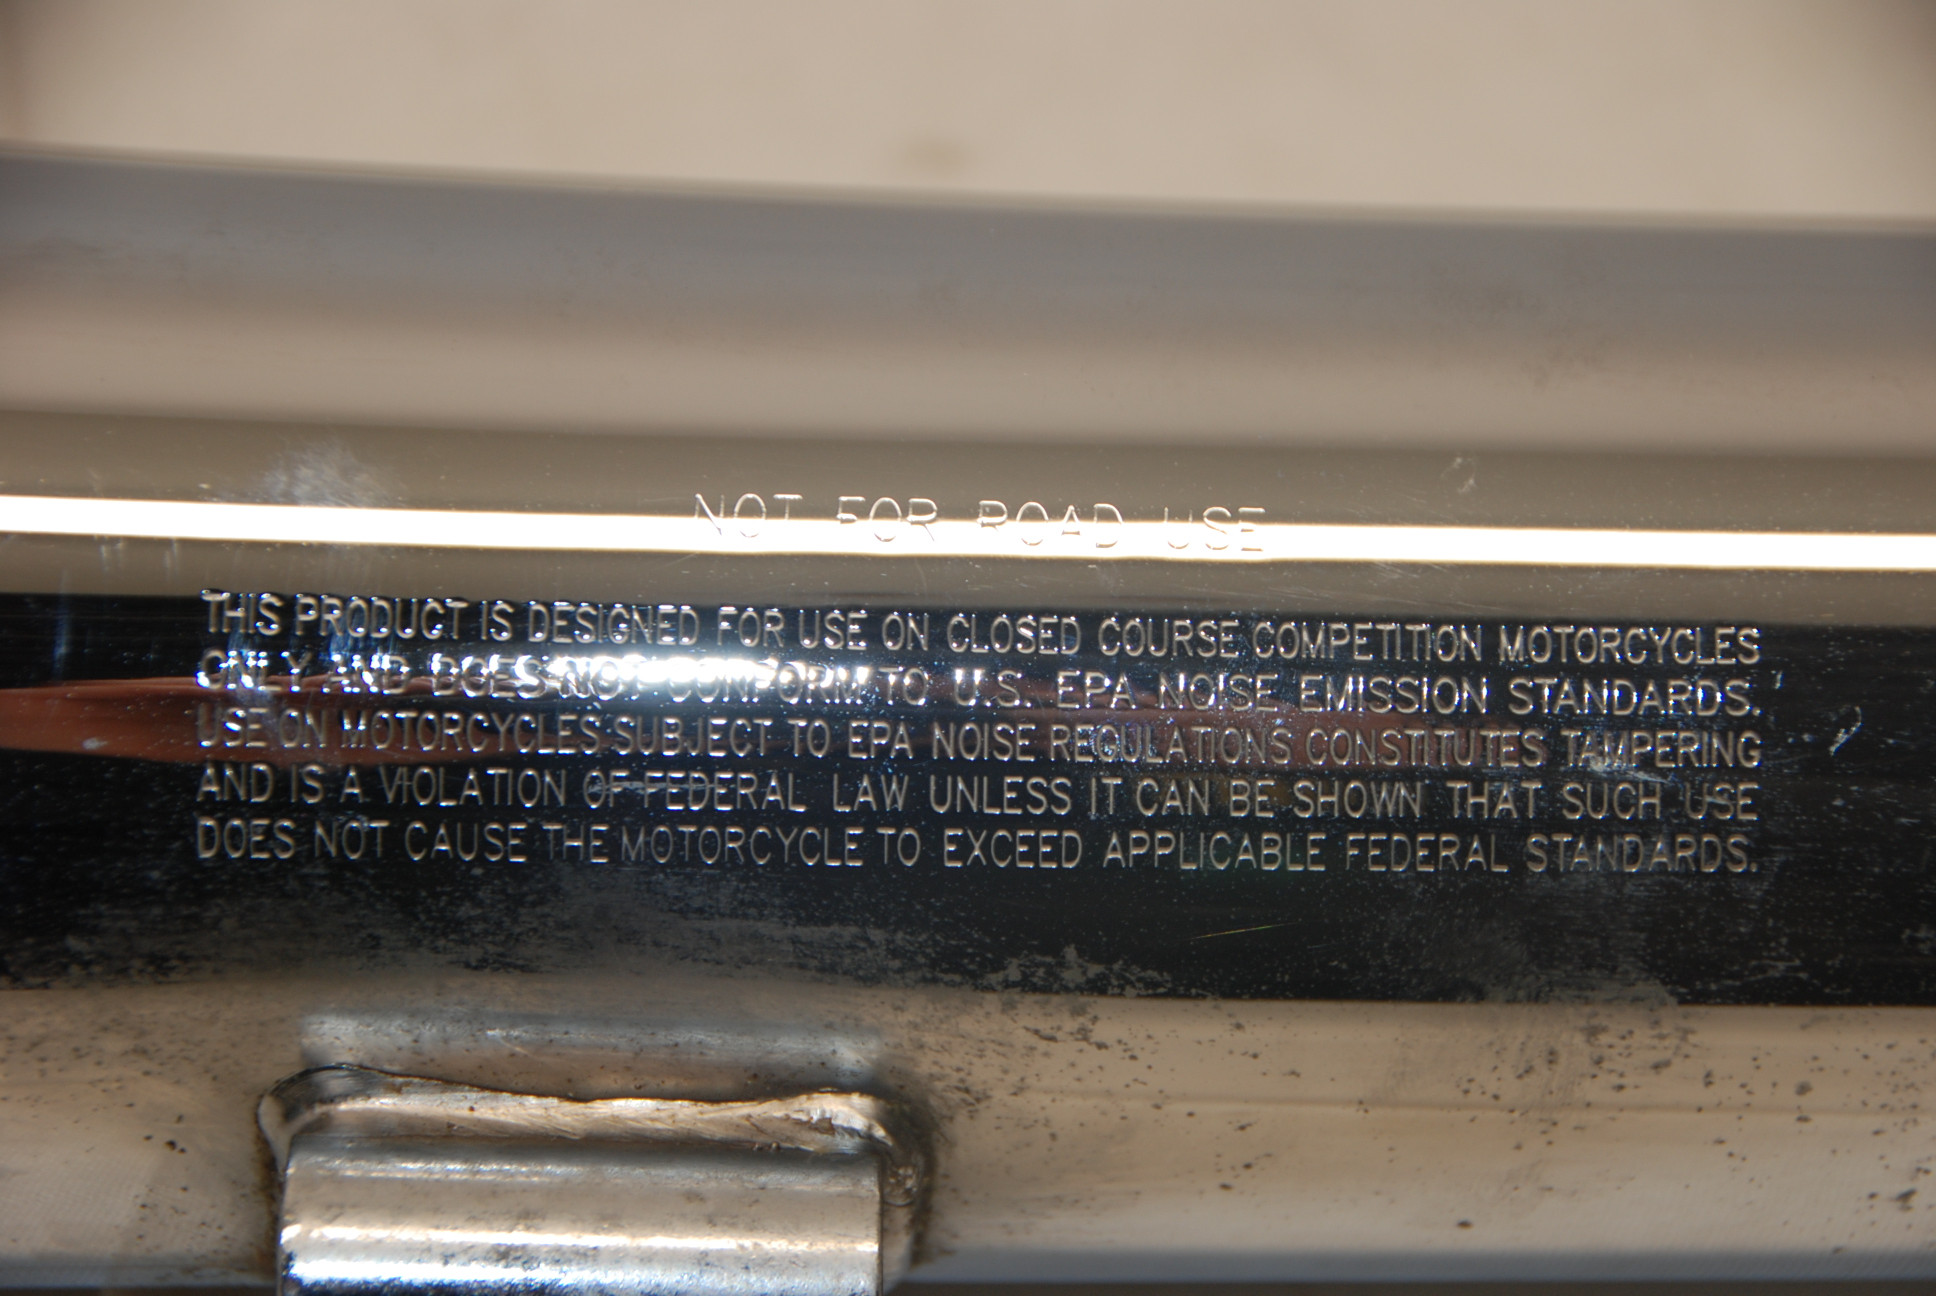 NOT FOR ROAD USE
THIS PRODUCT IS DESIGNED FOR USE ON CLOSED COURSE COMPETITION MOTORCYCLES
ONLY AND DOES NOT CONFORM TO U.S. EPA NOISE EMISSION STANDARDS.
USE ON MOTORCYCLES SUBJECT TO EPA NOISE REGULATIONS CONSTITUTES TAMPERING
AND IS A VIOLATION OF FEDERAL LAW UNLESS IT CAN BE SHOWN THAT SUCH USE
DOES NOT CAUSE THE MOTORCYCLE TO EXCEED APPLICABLE FEDERAL STANDARDS.